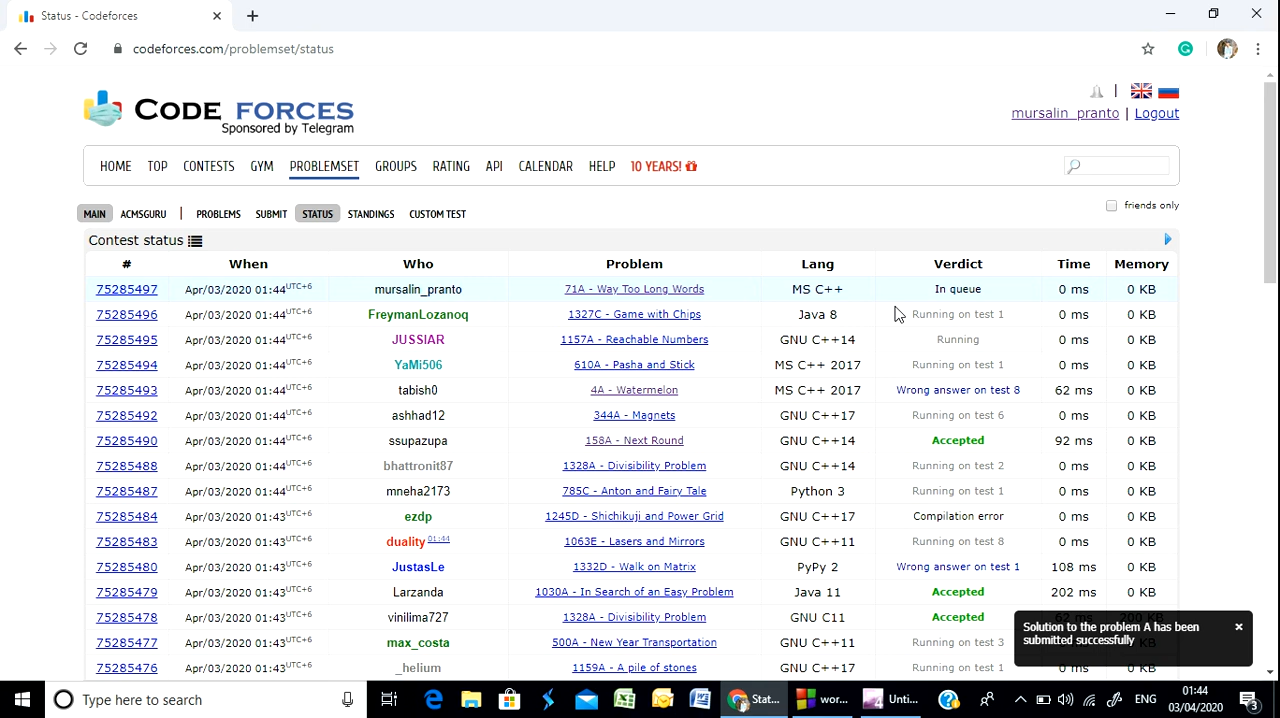 Status - Codeforces
codeforces.com/problemset/status
CODE FORCES
Sponsored by Telegram
mursalin_pranto | Logout
HOME TOP CONTESTS GYM PROBLEMSET GROUPS RATING API CALENDAR HELP 10 YEARS!
MAIN ACMSGURU | PROBLEMS SUBMIT STATUS STANDINGS CUSTOM TEST
friends only
Contest status
# When Who Problem Lang Verdict Time Memory
75285497 Apr/03/2020 01:44UTC+6 mursalin_pranto 71A - Way Too Long Words MS C++ In queue 0 ms 0 KB
75285496 Apr/03/2020 01:44UTC+6 FreymanLozanoq 1327C - Game with Chips Java 8 Running on test 1 0 ms 0 KB
75285495 Apr/03/2020 01:44UTC+6 JUSSIAR 1157A - Reachable Numbers GNU C++14 Running 0 ms 0 KB
75285494 Apr/03/2020 01:44UTC+6 YaMi506 610A - Pasha and Stick MS C++ 2017 Running on test 1 0 ms 0 KB
75285493 Apr/03/2020 01:44UTC+6 tabish0 4A - Watermelon MS C++ 2017 Wrong answer on test 8 62 ms 0 KB
75285492 Apr/03/2020 01:44UTC+6 ashhad12 344A - Magnets GNU C++17 Running on test 6 0 ms 0 KB
75285490 Apr/03/2020 01:44UTC+6 ssupazupa 158A - Next Round GNU C++14 Accepted 92 ms 0 KB
75285488 Apr/03/2020 01:44UTC+6 bhattronit87 1328A - Divisibility Problem GNU C++14 Running on test 2 0 ms 0 KB
75285487 Apr/03/2020 01:44UTC+6 mneha2173 785C - Anton and Fairy Tale Python 3 Running on test 1 0 ms 0 KB
75285484 Apr/03/2020 01:43UTC+6 ezdp 1245D - Shichikuji and Power Grid GNU C++17 Compilation error 0 ms 0 KB
75285483 Apr/03/2020 01:43UTC+6 duality 01:44 1063E - Lasers and Mirrors GNU C++11 Running on test 8 0 ms 0 KB
75285480 Apr/03/2020 01:43UTC+6 JustasLe 1332D - Walk on Matrix PyPy 2 Wrong answer on test 1 108 ms 0 KB
75285479 Apr/03/2020 01:43UTC+6 Larzanda 1030A - In Search of an Easy Problem Java 11 Accepted 202 ms 0 KB
75285478 Apr/03/2020 01:43UTC+6 vinilima727 1328A - Divisibility Problem GNU C11 Accepted 62 ms 200 KB
75285477 Apr/03/2020 01:43UTC+6 max_costa 500A - New Year Transportation GNU C++11 Running on test 3 KB
75285476 Apr/03/2020 01:43UTC+6 _helium 1159A - A pile of stones GNU C++17 Running on test 1 0 ms 0 KB
Solution to the problem A has been
submitted successfully
Type here to search
Stat...
wor...
Unti...
ENG
01:44
03/04/2020
3